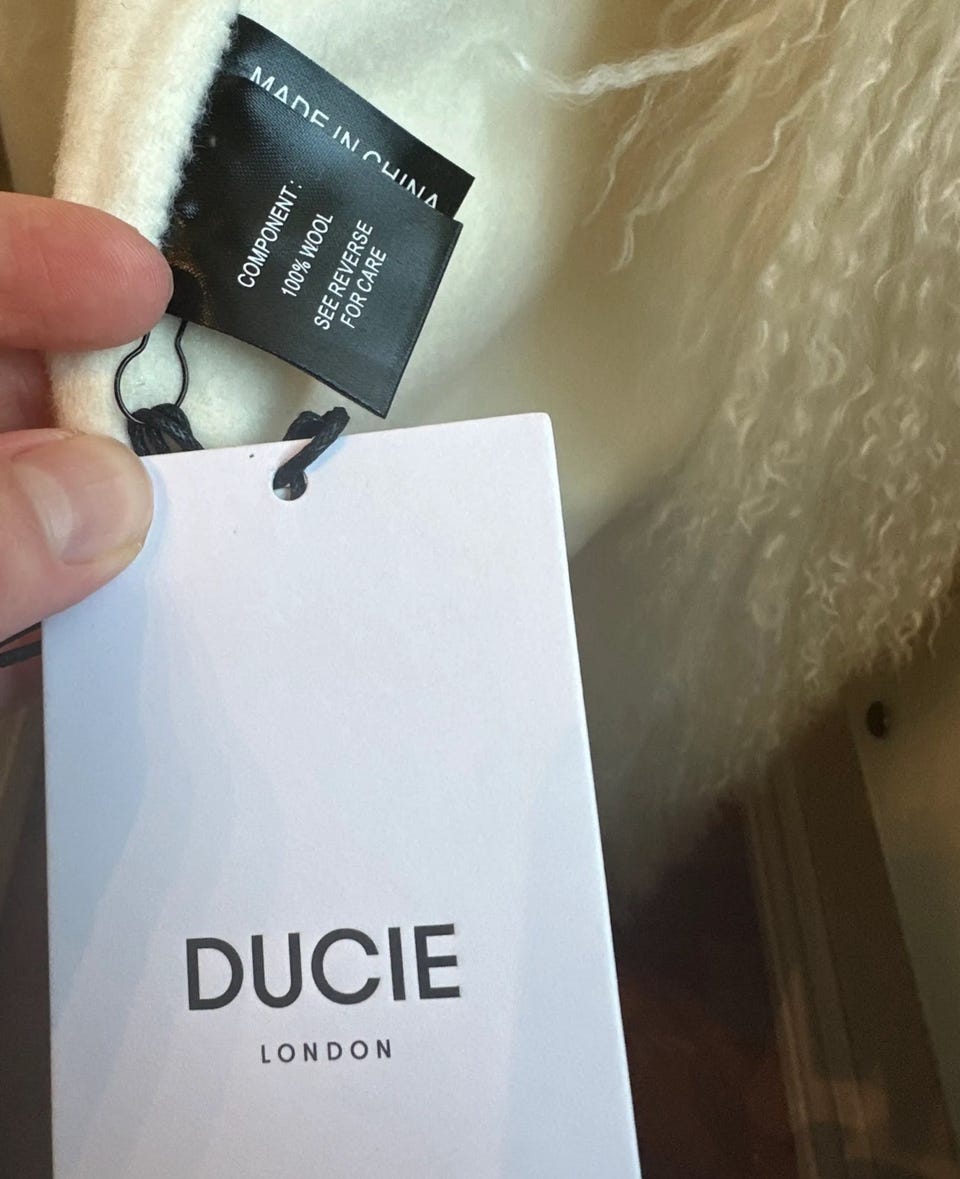 MADE IN CHINA
COMPONENT:
100% WOOL
SEE REVERSE
FOR CARE
DUCIE
LONDON